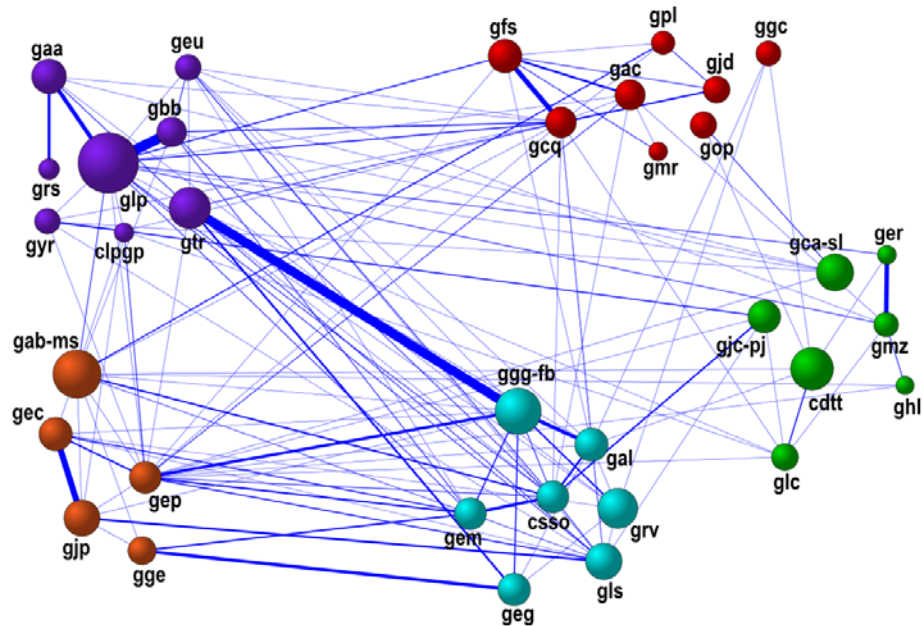 gaa
geu
gbb
grs
glp
gyr
clpgp
gtr
gfs
gpl
ggc
gac
gjd
gcq
gop
gmr
gca-sl
ger
gjc-pj
gmz
cdtt
ghl
glc
gab-ms
gec
gep
gjp
gge
ggg-fb
gal
gem
csso
grv
gls
geg